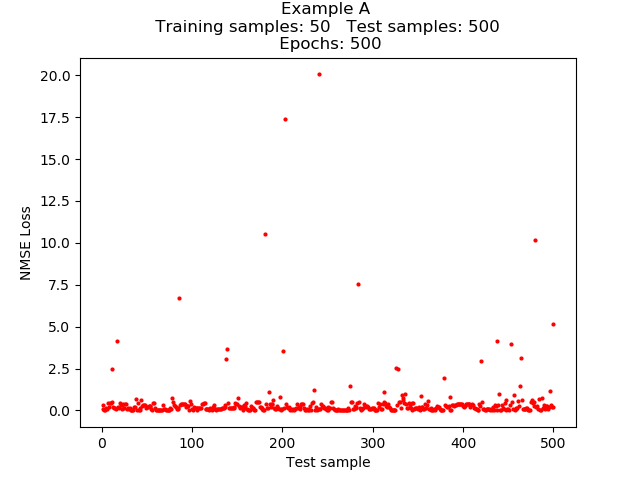 Example A
Training samples: 50   Test samples: 500
Epochs: 500
20.0
17.5
15.0
12.5
10.0
7.5
5.0
2.5
0.0
NMSE Loss
0 100 200 300 400 500
Test sample